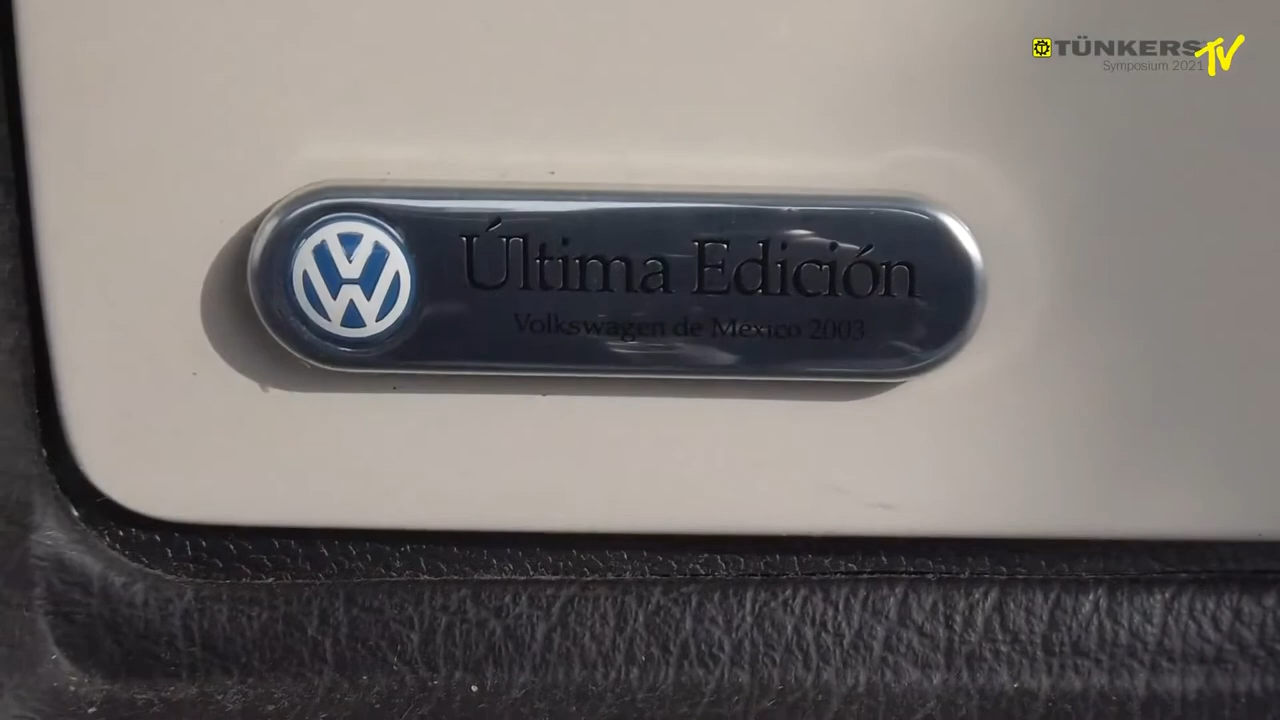 TÜNKERS TV
Symposium 2021
Última Edición
Volkswagen de México 2003